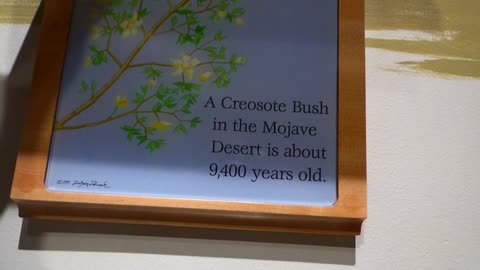 A Creosote Bush
in the Mojave
Desert is about
9,400 years old.